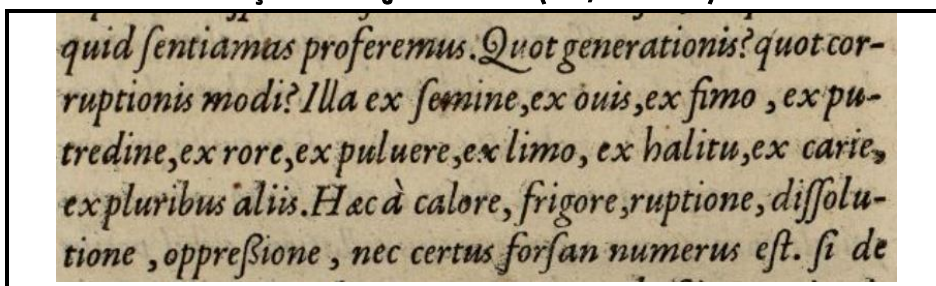 quid ſentiamus proferemus. Quot generationis? quot cor-
ruptionis modi? Illa ex ſemine, ex ouis, ex fimo, ex pu-
tredine, ex rore, ex puluere, ex limo, ex halitu, ex carie,
ex pluribus aliis. Hæc à calore, frigore, ruptione, diſſolu-
tione, oppreßione, nec certus forſan numerus eſt. ſi de